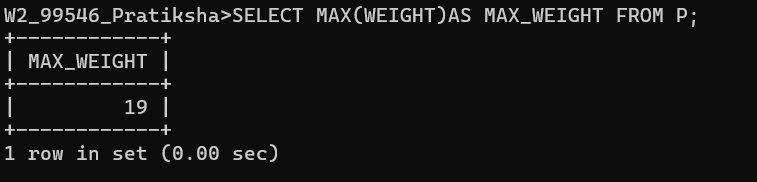 W2_99546_Pratiksha>SELECT MAX(WEIGHT)AS MAX_WEIGHT FROM P;
+------------+
| MAX_WEIGHT |
+------------+
|         19 |
+------------+
1 row in set (0.00 sec)